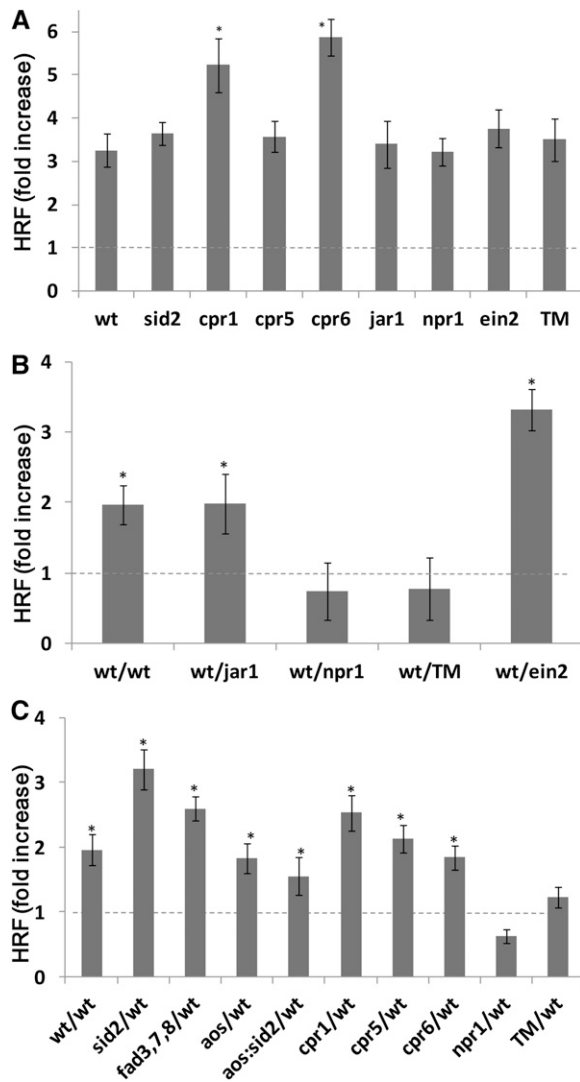 A
HRF (fold increase)
6
5
4
3
2
1
0
*
*
wt sid2 cpr1 cpr5 cpr6 jar1 npr1 ein2 TM
B
HRF (fold increase)
4
3
2
1
0
*
*
*
wt/wt wt/jar1 wt/npr1 wt/TM wt/ein2
C
HRF (fold increase)
4
3
2
1
0
*
*
*
*
*
*
*
*
wt/wt
sid2/wt
fad3,7,8/wt
aos/wt
aos:sid2/wt
cpr1/wt
cpr5/wt
cpr6/wt
npr1/wt
TM/wt